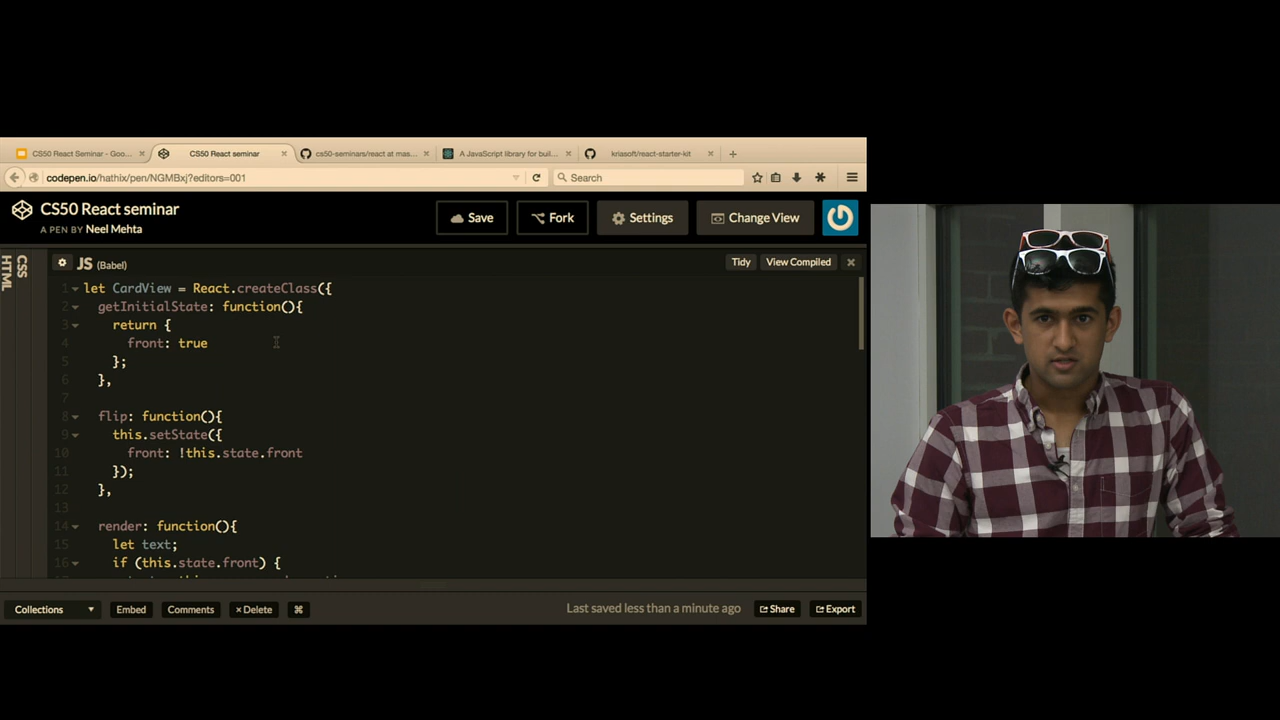 CS50 React Seminar - Goo...
CS50 React seminar
cs50-seminars/react at mas...
A JavaScript library for buil...
kriasoft/react-starter-kit
codepen.io/hathix/pen/NGMBxj?editors=001
Search
CS50 React seminar
A PEN BY Neel Mehta
Save
Fork
Settings
Change View
HTML
CSS
JS (Babel)
Tidy
View Compiled
1 let CardView = React.createClass({
2 getInitialState: function(){
3 return {
4 front: true
5 };
6 },
7
8 flip: function(){
9 this.setState({
10 front: !this.state.front
11 });
12 },
13
14 render: function(){
15 let text;
16 if (this.state.front) {
Collections
Embed
Comments
× Delete
⌘
Last saved less than a minute ago
Share
Export